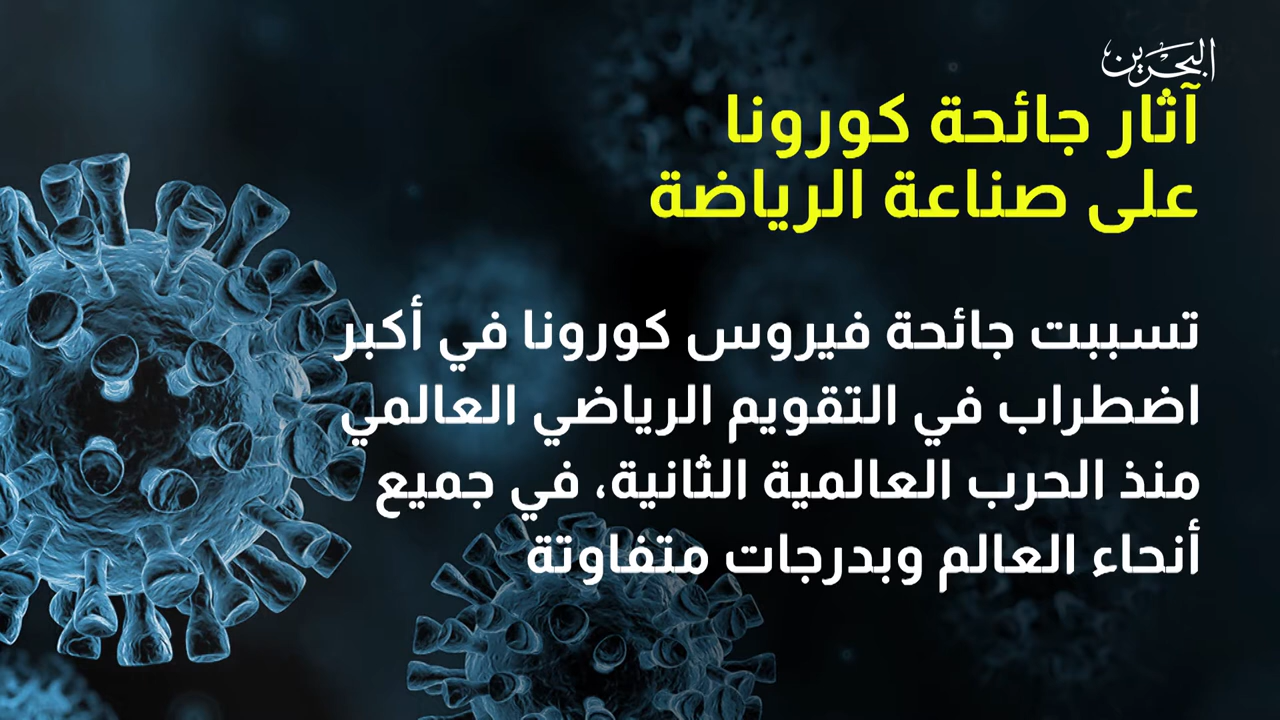 البحرين
آثار جائحة كورونا
على صناعة الرياضة
تسببت جائحة فيروس كورونا في أكبر
اضطراب في التقويم الرياضي العالمي
منذ الحرب العالمية الثانية، في جميع
أنحاء العالم وبدرجات متفاوتة